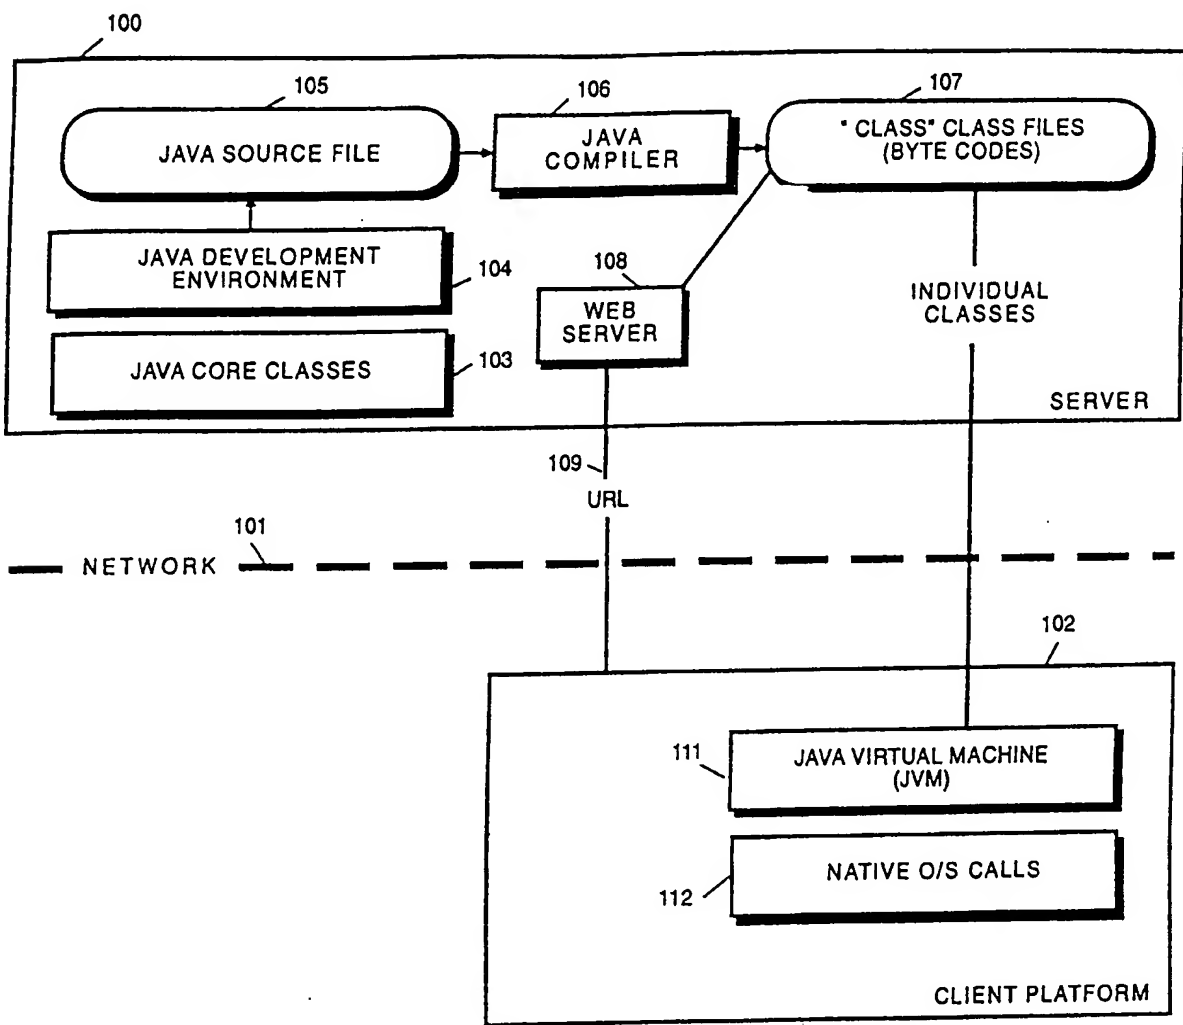 100
105
106
107
JAVA SOURCE FILE
JAVA
COMPILER
" CLASS" CLASS FILES
(BYTE CODES)
JAVA DEVELOPMENT
ENVIRONMENT
104
108
WEB
SERVER
INDIVIDUAL
CLASSES
JAVA CORE CLASSES
103
SERVER
109
URL
101
NETWORK
102
111
JAVA VIRTUAL MACHINE
(JVM)
NATIVE O/S CALLS
112
CLIENT PLATFORM